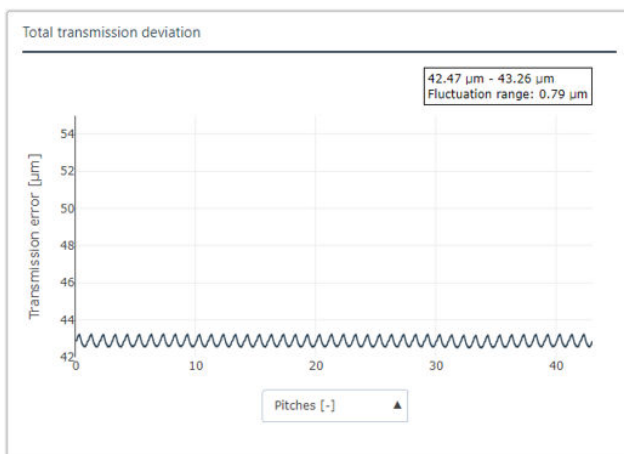 Total transmission deviation
42.47 µm - 43.26 µm
Fluctuation range: 0.79 µm
Transmission error [µm]
54
52
50
48
46
44
42
0 10 20 30 40
Pitches [-] ▲